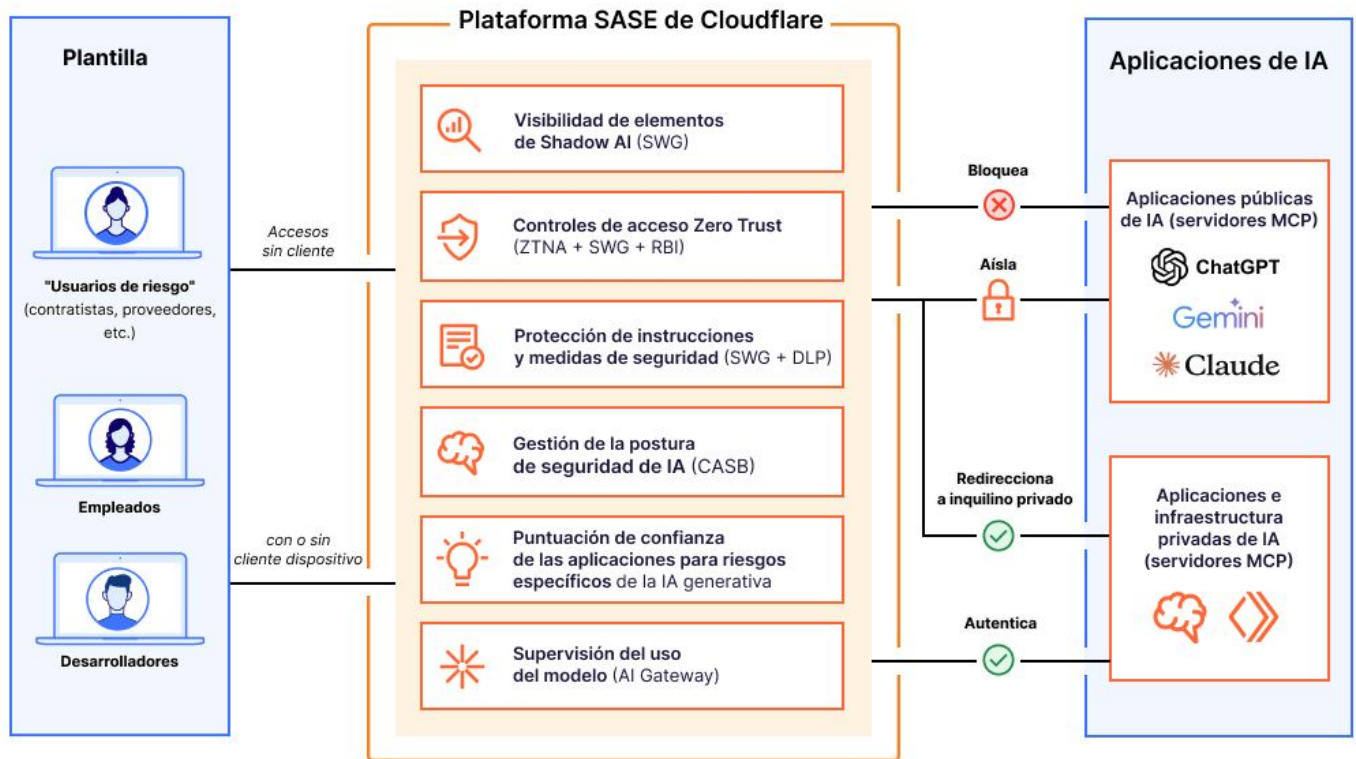 Plataforma SASE de Cloudflare
Plantilla
"Usuarios de riesgo"
(contratistas, proveedores,
etc.)
Empleados
Desarrolladores
Accesos
sin cliente
con o sin
cliente dispositivo
Visibilidad de elementos
de Shadow AI (SWG)
Controles de acceso Zero Trust
(ZTNA + SWG + RBI)
Protección de instrucciones
y medidas de seguridad (SWG + DLP)
Gestión de la postura
de seguridad de IA (CASB)
Puntuación de confianza
de las aplicaciones para riesgos
específicos de la IA generativa
Supervisión del uso
del modelo (AI Gateway)
Bloquea
Aísla
Redirecciona
a inquilino privado
Autentica
Aplicaciones de IA
Aplicaciones públicas
de IA (servidores MCP)
ChatGPT
Gemini
Claude
Aplicaciones e
infraestructura
privadas de IA
(servidores MCP)